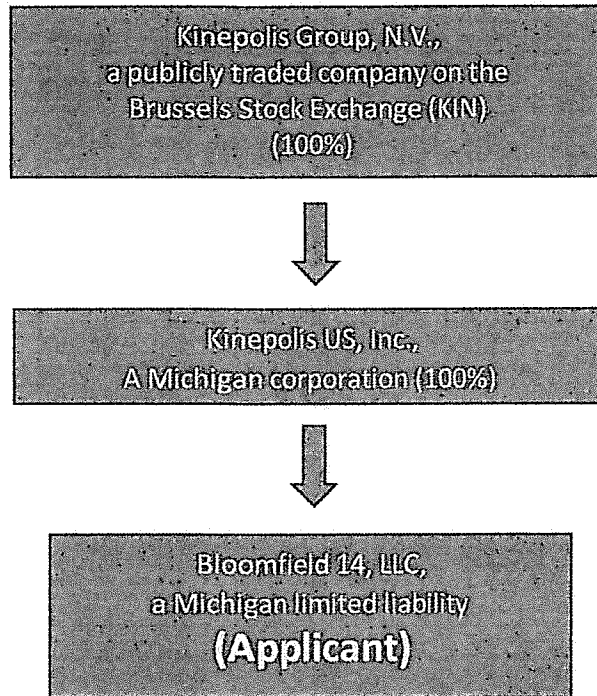 Kinepolis Group, N.V.,
a publicly traded company on the
Brussels Stock Exchange (KIN)
(100%)
Kinepolis US, Inc.,
A Michigan corporation (100%)
Bloomfield 14, LLC,
a Michigan limited liability
(Applicant)